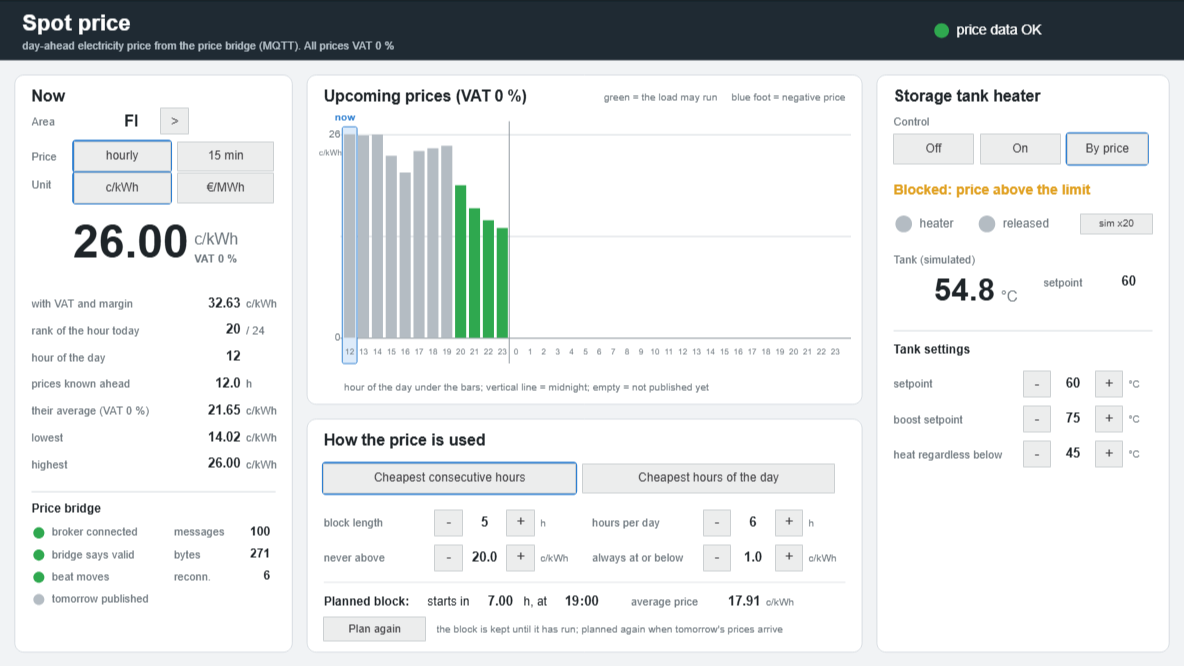 Spot price
day-ahead electricity price from the price bridge (MQTT). All prices VAT 0 %
price data OK
Now
Area FI >
Price hourly 15 min
Unit c/kWh €/MWh
26.00 c/kWh
VAT 0 %
with VAT and margin 32.63 c/kWh
rank of the hour today 20 / 24
hour of the day 12
prices known ahead 12.0 h
their average (VAT 0 %) 21.65 c/kWh
lowest 14.02 c/kWh
highest 26.00 c/kWh
Price bridge
broker connected messages 100
bridge says valid bytes 271
beat moves reconn. 6
tomorrow published
Upcoming prices (VAT 0 %)
green = the load may run blue foot = negative price
now
26
c/kWh
0
12 13 14 15 16 17 18 19 20 21 22 23 0 1 2 3 4 5 6 7 8 9 10 11 12 13 14 15 16 17 18 19 20 21 22 23
hour of the day under the bars; vertical line = midnight; empty = not published yet
How the price is used
Cheapest consecutive hours Cheapest hours of the day
block length - 5 + h hours per day - 6 + h
never above - 20.0 + c/kWh always at or below - 1.0 + c/kWh
Planned block: starts in 7.00 h, at 19:00 average price 17.91 c/kWh
Plan again the block is kept until it has run; planned again when tomorrow's prices arrive
Storage tank heater
Control
Off On By price
Blocked: price above the limit
heater released sim x20
Tank (simulated)
54.8 °C setpoint 60
Tank settings
setpoint - 60 + °C
boost setpoint - 75 + °C
heat regardless below - 45 + °C